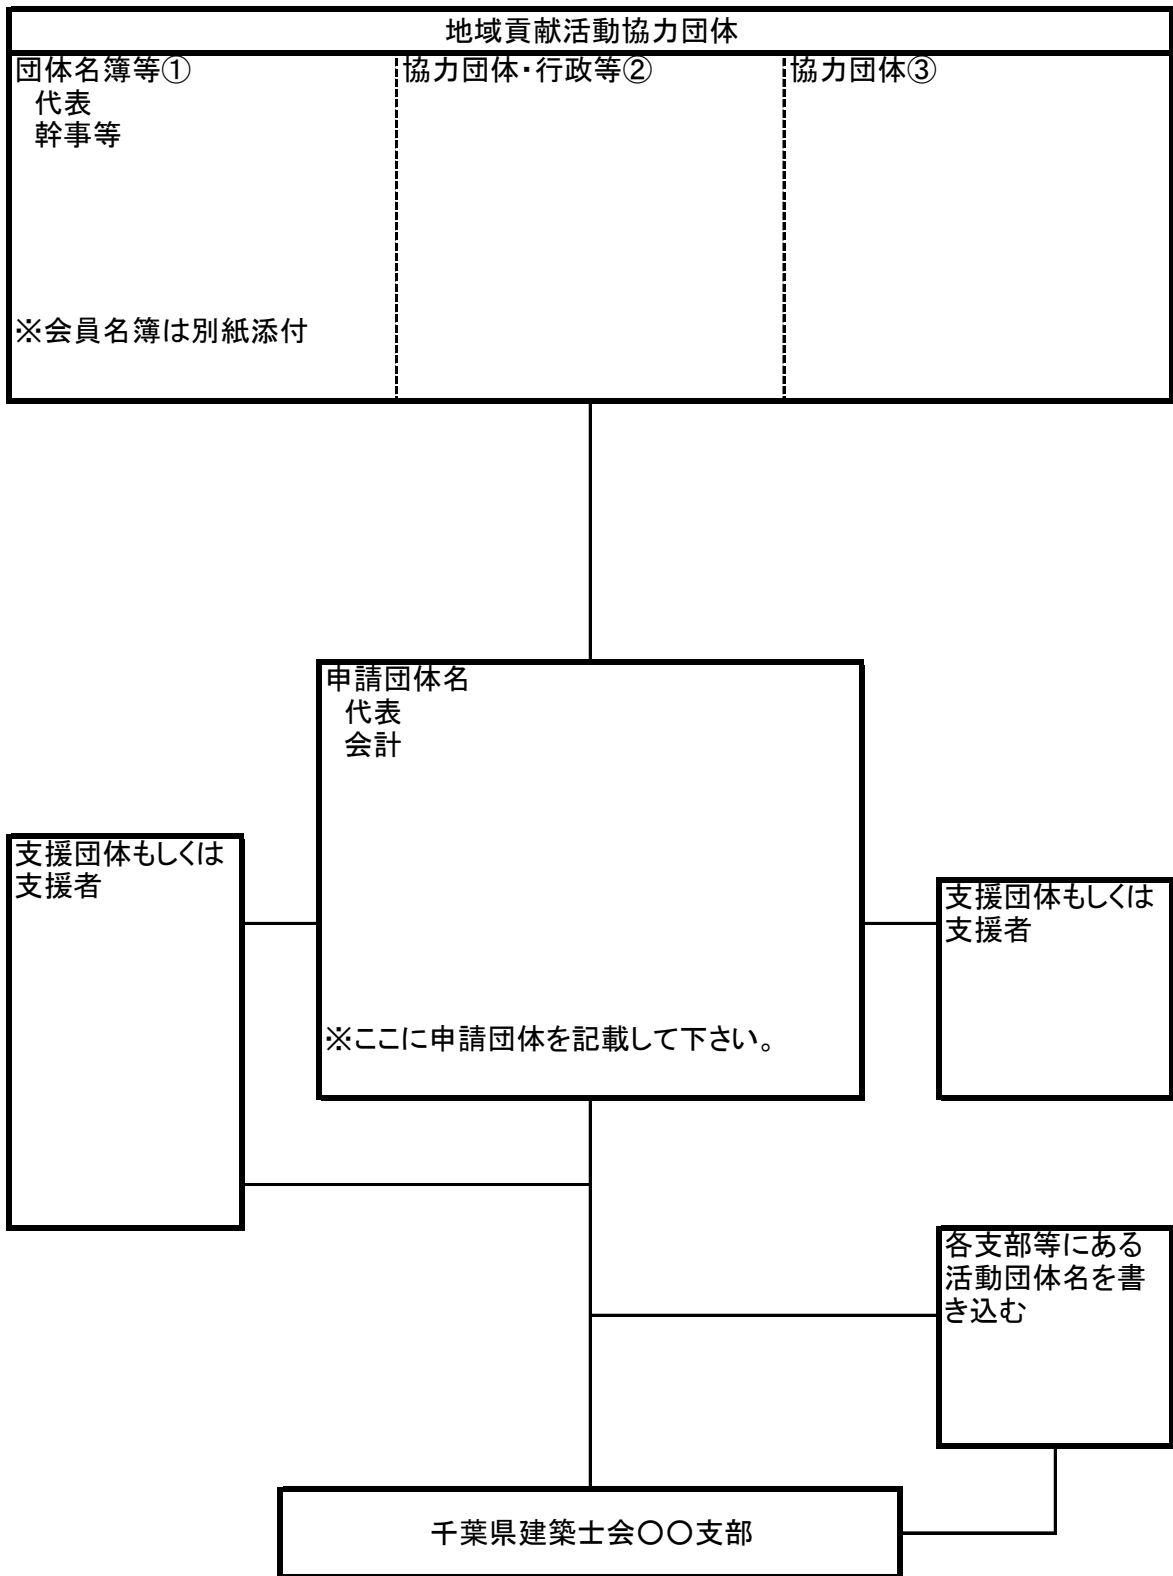 地域貢献活動協力団体
団体名簿等①
代表
幹事等
※会員名簿は別紙添付
協力団体・行政等②
協力団体③
申請団体名
代表
会計
※ここに申請団体を記載して下さい。
支援団体もしくは
支援者
支援団体もしくは
支援者
各支部等にある
活動団体名を書
き込む
千葉県建築士会〇〇支部